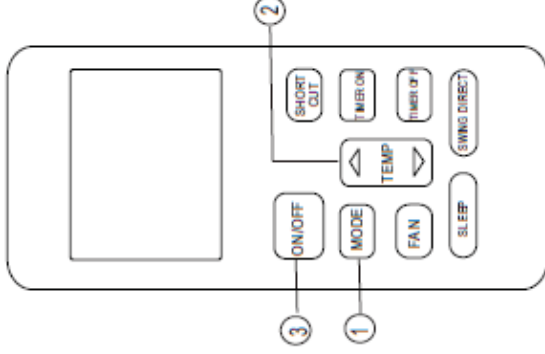 2
SHORT
CUT
ON/OFF
TIMER ON
TEMP
MODE
TIMER OFF
FAN
SWING DIRECT
SLEEP
3
1